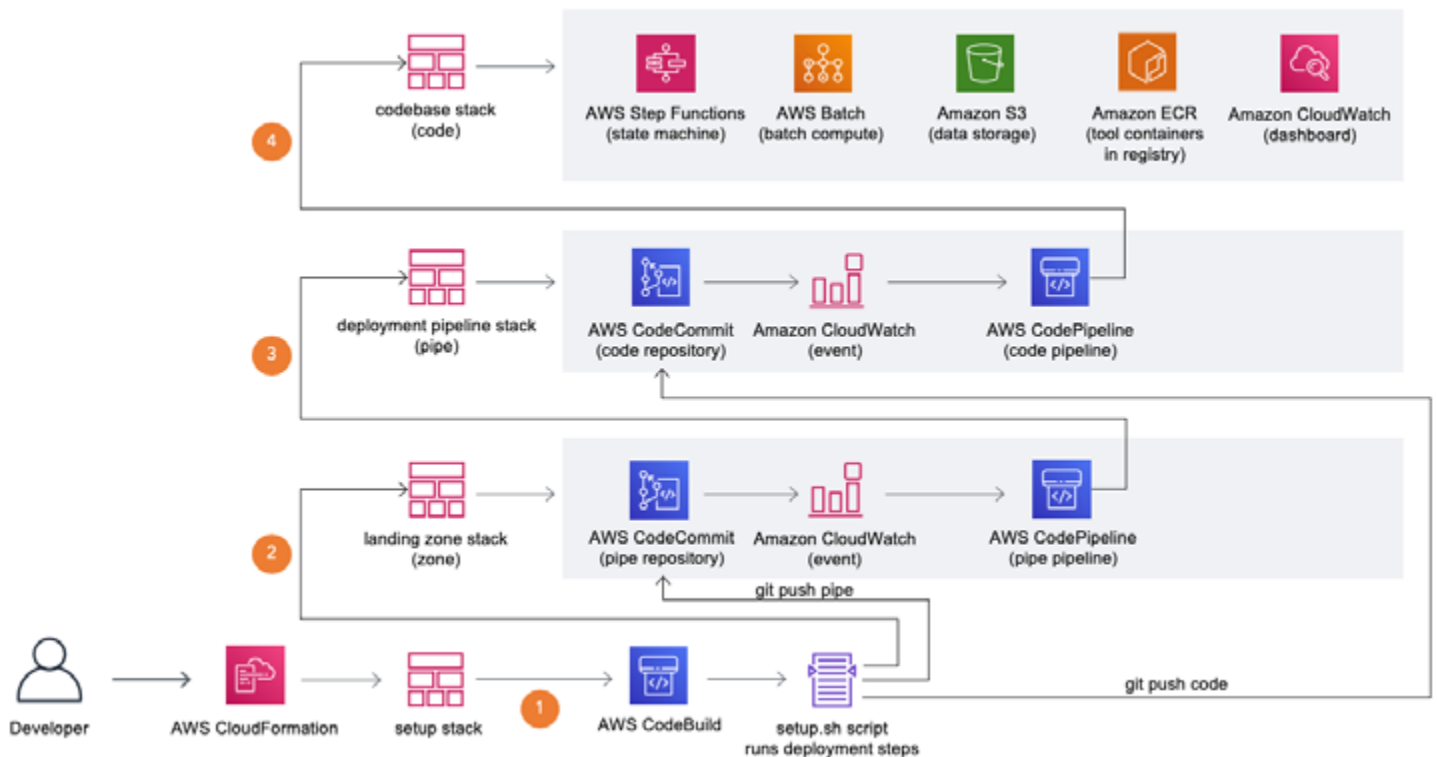 codebase stack
(code)
AWS Step Functions
(state machine)
AWS Batch
(batch compute)
Amazon S3
(data storage)
Amazon ECR
(tool containers
in registry)
Amazon CloudWatch
(dashboard)
4
deployment pipeline stack
(pipe)
AWS CodeCommit
(code repository)
Amazon CloudWatch
(event)
AWS CodePipeline
(code pipeline)
3
landing zone stack
(zone)
AWS CodeCommit
(pipe repository)
Amazon CloudWatch
(event)
AWS CodePipeline
(pipe pipeline)
2
git push pipe
git push code
Developer
AWS CloudFormation
setup stack
1
AWS CodeBuild
setup.sh script
runs deployment steps